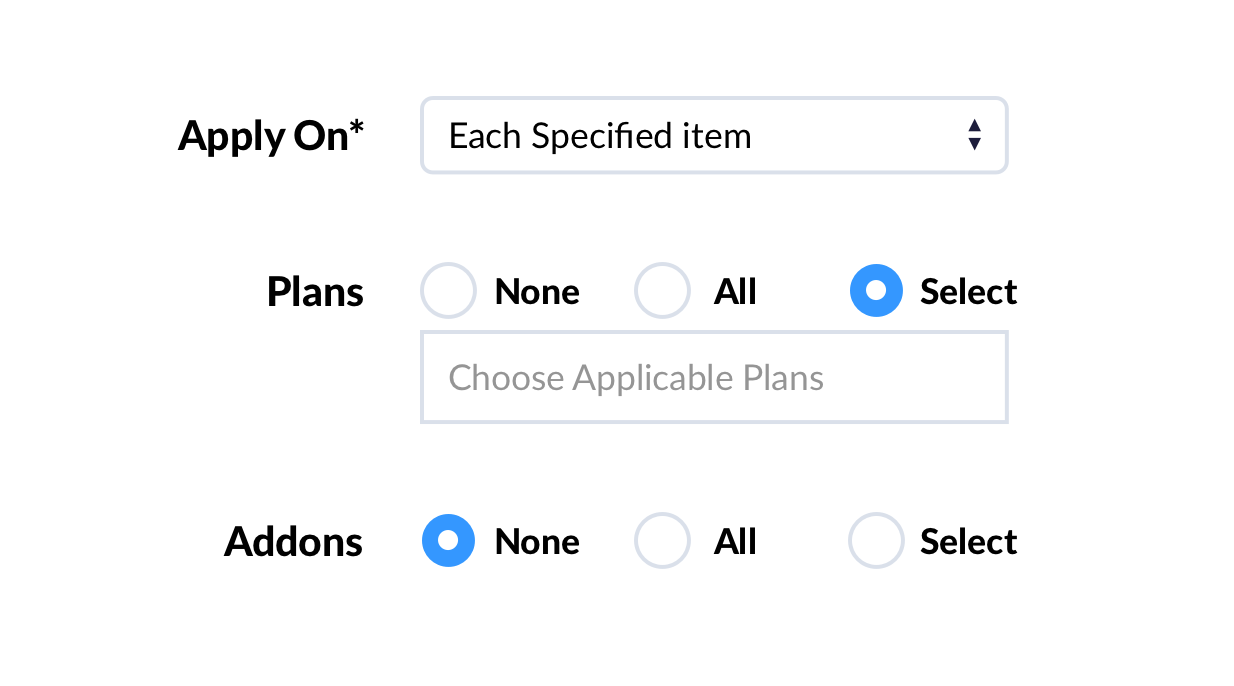 Apply On* Each Specified item
Plans None All Select
Choose Applicable Plans
Addons None All Select